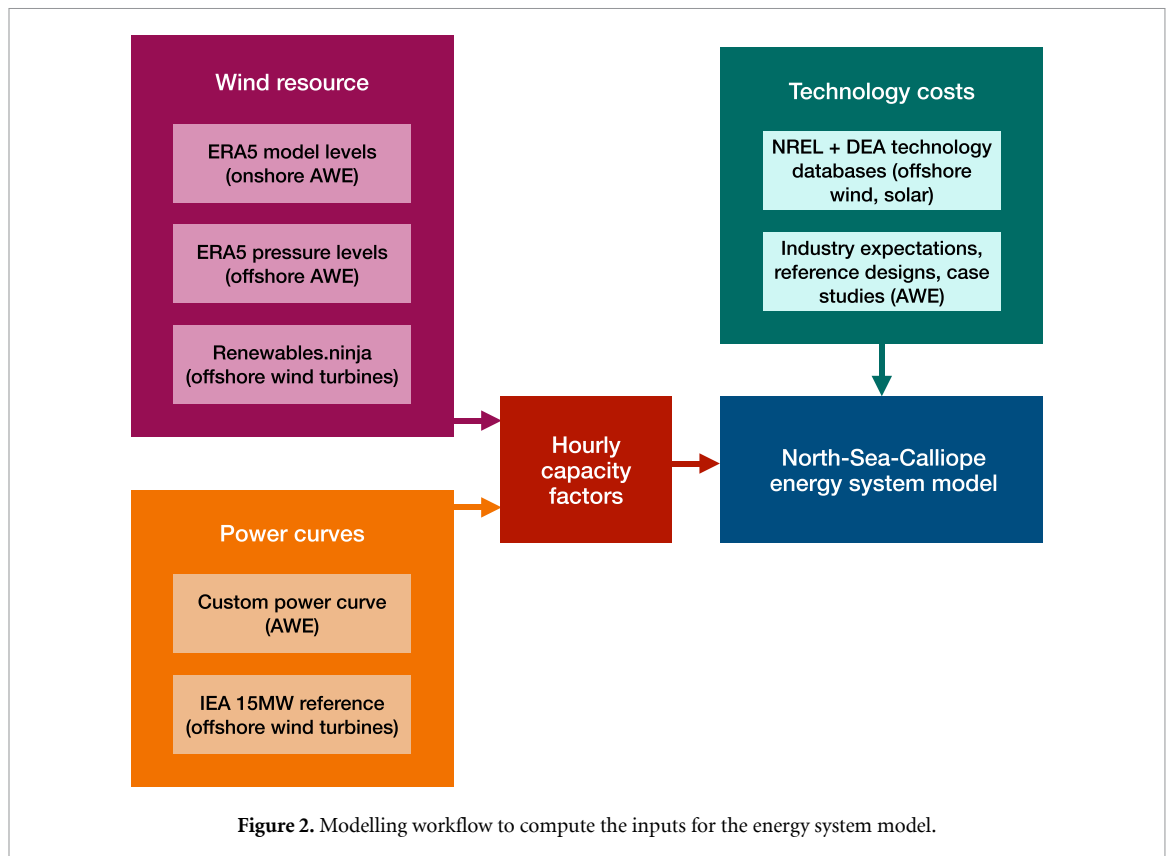 Wind resource
ERA5 model levels
(onshore AWE)
ERA5 pressure levels
(offshore AWE)
Renewables.ninja
(offshore wind turbines)
Technology costs
NREL + DEA technology
databases (offshore
wind, solar)
Industry expectations,
reference designs, case
studies (AWE)
Hourly
capacity
factors
North-Sea-Calliope
energy system model
Power curves
Custom power curve
(AWE)
IEA 15MW reference
(offshore wind turbines)
Figure 2. Modelling workflow to compute the inputs for the energy system model.